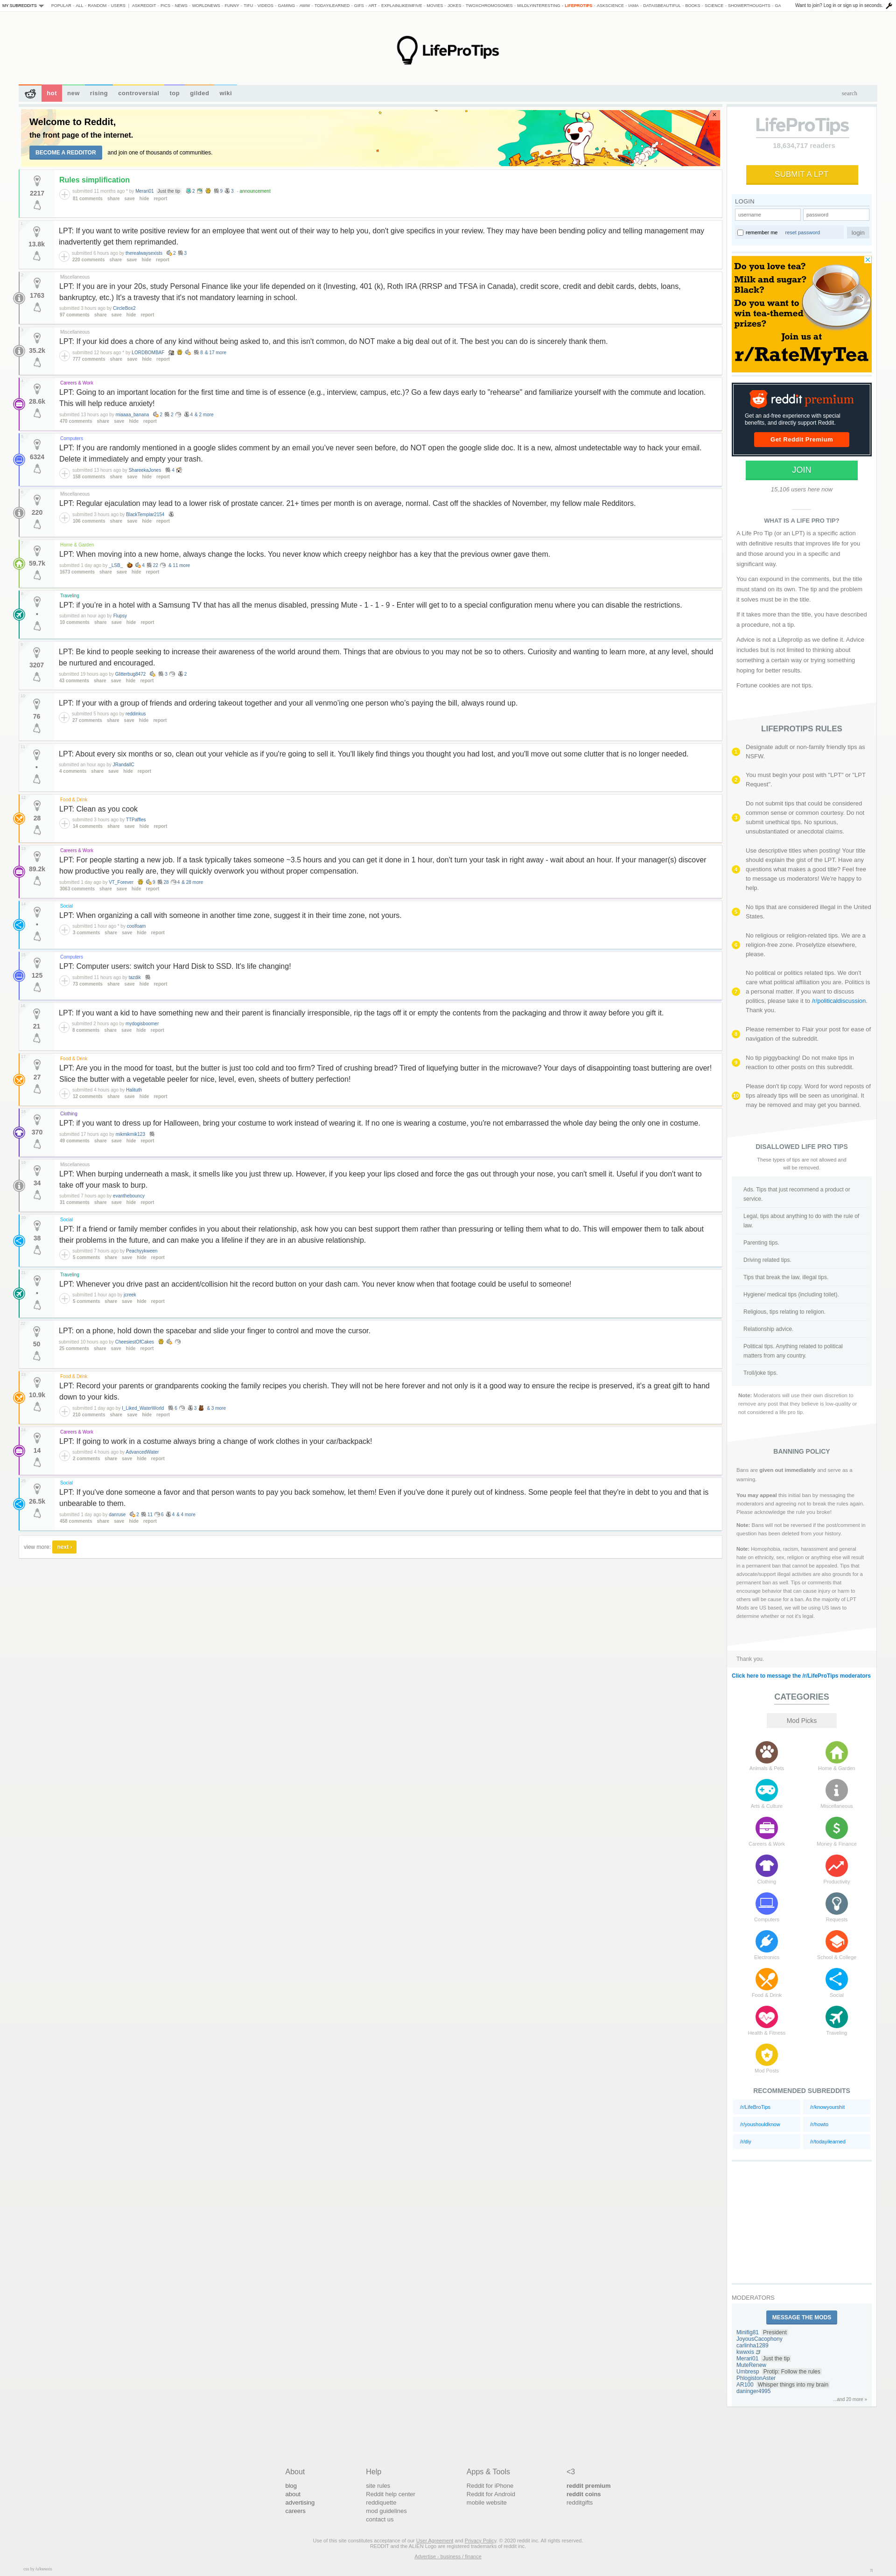 MY SUBREDDITS POPULAR - ALL - RANDOM - USERS | ASKREDDIT - PICS - NEWS - WORLDNEWS - FUNNY - TIFU - VIDEOS - GAMING - AWW - TODAYILEARNED - GIFS - ART - EXPLAINLIKEIMFIVE - MOVIES - JOKES - TWOXCHROMOSOMES - MILDLYINTERESTING - LIFEPROTIPS - ASKSCIENCE - IAMA - DATAISBEAUTIFUL - BOOKS - SCIENCE - SHOWERTHOUGHTS - GA
Want to join? Log in or sign up in seconds.
LifeProTips
hot new rising controversial top gilded wiki
search
Welcome to Reddit,
the front page of the internet.
BECOME A REDDITOR and join one of thousands of communities.
2217
Rules simplification
submitted 11 months ago * by Merari01 Just the tip 2 9 3 - announcement
81 comments share save hide report
13.8k
LPT: If you want to write positive review for an employee that went out of their way to help you, don't give specifics in your review. They may have been bending policy and telling management may
inadvertently get them reprimanded.
submitted 6 hours ago by therealwaysexists 2 3
220 comments share save hide report
1763
Miscellaneous
LPT: If you are in your 20s, study Personal Finance like your life depended on it (Investing, 401 (k), Roth IRA (RRSP and TFSA in Canada), credit score, credit and debit cards, debts, loans,
bankruptcy, etc.) It's a travesty that it's not mandatory learning in school.
submitted 3 hours ago by CircleBox2
97 comments share save hide report
35.2k
Miscellaneous
LPT: If your kid does a chore of any kind without being asked to, and this isn't common, do NOT make a big deal out of it. The best you can do is sincerely thank them.
submitted 12 hours ago * by LORDBOMBAF 8 & 17 more
777 comments share save hide report
28.6k
Careers & Work
LPT: Going to an important location for the first time and time is of essence (e.g., interview, campus, etc.)? Go a few days early to "rehearse" and familiarize yourself with the commute and location.
This will help reduce anxiety!
submitted 13 hours ago by miaaaa_banana 2 2 4 & 2 more
475 comments share save hide report
6324
Computers
LPT: If you are randomly mentioned in a google slides comment by an email you've never seen before, do NOT open the google slide doc. It is a new, almost undetectable way to hack your email.
Delete it immediately and empty your trash.
submitted 13 hours ago by ShareekaJones 4
158 comments share save hide report
220
Miscellaneous
LPT: Regular ejaculation may lead to a lower risk of prostate cancer. 21+ times per month is on average, normal. Cast off the shackles of November, my fellow male Redditors.
submitted 3 hours ago by BlackTemplar2154
106 comments share save hide report
59.7k
Home & Garden
LPT: When moving into a new home, always change the locks. You never know which creepy neighbor has a key that the previous owner gave them.
submitted 1 day ago by _LSB_ 4 22 & 11 more
1673 comments share save hide report
•
Traveling
LPT: if you're in a hotel with a Samsung TV that has all the menus disabled, pressing Mute - 1 - 1 - 9 - Enter will get to to a special configuration menu where you can disable the restrictions.
submitted an hour ago by Flupsy
10 comments share save hide report
3207
LPT: Be kind to people seeking to increase their awareness of the world around them. Things that are obvious to you may not be so to others. Curiosity and wanting to learn more, at any level, should
be nurtured and encouraged.
submitted 19 hours ago by Glitterbug8472 3 2
43 comments share save hide report
76
LPT: If your with a group of friends and ordering takeout together and your all venmo'ing one person who's paying the bill, always round up.
submitted 5 hours ago by reddinkus
27 comments share save hide report
•
LPT: About every six months or so, clean out your vehicle as if you're going to sell it. You'll likely find things you thought you had lost, and you'll move out some clutter that is no longer needed.
submitted an hour ago by JRandallC
4 comments share save hide report
28
Food & Drink
LPT: Clean as you cook
submitted 3 hours ago by TTPaffles
14 comments share save hide report
89.2k
Careers & Work
LPT: For people starting a new job. If a task typically takes someone ~3.5 hours and you can get it done in 1 hour, don't turn your task in right away - wait about an hour. If your manager(s) discover
how productive you really are, they will quickly overwork you without proper compensation.
submitted 1 day ago by VT_Forever 9 28 4 & 28 more
3063 comments share save hide report
•
Social
LPT: When organizing a call with someone in another time zone, suggest it in their time zone, not yours.
submitted 1 hour ago * by coolfoam
3 comments share save hide report
125
Computers
LPT: Computer users: switch your Hard Disk to SSD. It's life changing!
submitted 11 hours ago by tazdik
73 comments share save hide report
21
LPT: If you want a kid to have something new and their parent is financially irresponsible, rip the tags off it or empty the contents from the packaging and throw it away before you gift it.
submitted 2 hours ago by mydogisboomer
8 comments share save hide report
27
Food & Drink
LPT: Are you in the mood for toast, but the butter is just too cold and too firm? Tired of crushing bread? Tired of liquefying butter in the microwave? Your days of disappointment toast buttering are over!
Slice the butter with a vegetable peeler for nice, level, even, sheets of buttery perfection!
submitted 4 hours ago by Halituth
12 comments share save hide report
370
Clothing
LPT: if you want to dress up for Halloween, bring your costume to work instead of wearing it. If no one is wearing a costume, you're not embarrassed the whole day being the only one in costume.
submitted 17 hours ago by mikmikmik123
49 comments share save hide report
34
Miscellaneous
LPT: When burping underneath a mask, it smells like you just threw up. However, if you keep your lips closed and force the gas out through your nose, you can't smell it. Useful if you don't want to
take off your mask to burp.
submitted 7 hours ago by evanthebouncy
31 comments share save hide report
38
Social
LPT: If a friend or family member confides in you about their relationship, ask how you can best support them rather than pressuring or telling them what to do. This will empower them to talk about
their problems in the future, and can make you a lifeline if they are in an abusive relationship.
submitted 7 hours ago by Peachyykween
5 comments share save hide report
•
Traveling
LPT: Whenever you drive past an accident/collision hit the record button on your dash cam. You never know when that footage could be useful to someone!
submitted 1 hour ago by jcreek
5 comments share save hide report
50
LPT: on a phone, hold down the spacebar and slide your finger to control and move the cursor.
submitted 10 hours ago by CheesiestOfCakes
25 comments share save hide report
10.9k
Food & Drink
LPT: Record your parents or grandparents cooking the family recipes you cherish. They will not be here forever and not only is it a good way to ensure the recipe is preserved, it's a great gift to hand
down to your kids.
submitted 1 day ago by I_Liked_WaterWorld 6 3 & 3 more
210 comments share save hide report
14
Careers & Work
LPT: If going to work in a costume always bring a change of work clothes in your car/backpack!
submitted 4 hours ago by AdvancedWater
3 comments share save hide report
26.5k
Social
LPT: If you've done someone a favor and that person wants to pay you back somehow, let them! Even if you've done it purely out of kindness. Some people feel that they're in debt to you and that is
unbearable to them.
submitted 1 day ago by danruse 2 11 6 4 & 4 more
458 comments share save hide report
view more: next ›
LifeProTips
18,634,717 readers
SUBMIT A LPT
LOGIN
username password
remember me reset password login
Do you love tea?
Milk and sugar?
Black?
Do you want to
win tea-themed
prizes?
Join us at
r/RateMyTea
reddit premium
Get an ad-free experience with special
benefits, and directly support Reddit.
Get Reddit Premium
JOIN
15,106 users here now
WHAT IS A LIFE PRO TIP?
A Life Pro Tip (or an LPT) is a specific action
with definitive results that improves life for you
and those around you in a specific and
significant way.
You can expound in the comments, but the title
must stand on its own. The tip and the problem
it solves must be in the title.
If it takes more than the title, you have described
a procedure, not a tip.
Advice is not a Lifeprotip as we define it. Advice
includes but is not limited to thinking about
something a certain way or trying something
hoping for better results.
Fortune cookies are not tips.
LIFEPROTIPS RULES
1 Designate adult or non-family friendly tips as
NSFW.
2 You must begin your post with "LPT" or "LPT
Request".
3 Do not submit tips that could be considered
common sense or common courtesy. Do not
submit unethical tips. No spurious,
unsubstantiated or anecdotal claims.
4 Use descriptive titles when posting! Your title
should explain the gist of the LPT. Have any
questions what makes a good title? Feel free
to message us moderators! We're happy to
help.
5 No tips that are considered illegal in the United
States.
6 No religious or religion-related tips. We are a
religion-free zone. Proselytize elsewhere,
please.
7 No political or politics related tips. We don't
care what political affiliation you are. Politics is
a personal matter. If you want to discuss
politics, please take it to /r/politicaldiscussion.
Thank you.
8 Please remember to Flair your post for ease of
navigation of the subreddit.
9 No tip piggybacking! Do not make tips in
reaction to other posts on this subreddit.
10 Please don't tip copy. Word for word reposts of
tips already tips will be seen as unoriginal. It
may be removed and may get you banned.
DISALLOWED LIFE PRO TIPS
These types of tips are not allowed and
will be removed.
Ads. Tips that just recommend a product or
service.
Legal, tips about anything to do with the rule of
law.
Parenting tips.
Driving related tips.
Tips that break the law, illegal tips.
Hygiene/ medical tips (including toilet).
Religious, tips relating to religion.
Relationship advice.
Political tips. Anything related to political
matters from any country.
Troll/joke tips.
Note: Moderators will use their own discretion to
remove any post that they believe is low-quality or
not considered a life pro tip.
BANNING POLICY
Bans are given out immediately and serve as a
warning.
You may appeal this initial ban by messaging the
moderators and agreeing not to break the rules again.
Please acknowledge the rule you broke!
Note: Bans will not be reversed if the post/comment in
question has been deleted from your history.
Note: Homophobia, racism, harassment and general
hate on ethnicity, sex, religion or anything else will result
in a permanent ban that cannot be appealed. Tips that
advocate/support illegal activities are also grounds for a
permanent ban as well. Tips or comments that
encourage behavior that can cause injury or harm to
others will be cause for a ban. As the majority of LPT
Mods are US based, we will be using US laws to
determine whether or not it's legal.
Thank you.
Click here to message the /r/LifeProTips moderators
CATEGORIES
Mod Picks
Animals & Pets Home & Garden
Arts & Culture Miscellaneous
Careers & Work Money & Finance
Clothing Productivity
Computers Requests
Electronics School & College
Food & Drink Social
Health & Fitness Traveling
Mod Posts
RECOMMENDED SUBREDDITS
/r/LifeBroTips /r/knowyourshit
/r/youshouldknow /r/howto
/r/diy /r/todayilearned
MODERATORS
MESSAGE THE MODS
Minifig81 President
JoyousCacophony
carlinha1289
kwwxis
Merari01 Just the tip
MuteRenew
Umbresp Protip: Follow the rules
PhlogistonAster
AR100 Whisper things into my brain
daninger4995
...and 20 more »
About Help Apps & Tools <3
blog site rules Reddit for iPhone reddit premium
about Reddit help center Reddit for Android reddit coins
advertising reddiquette mobile website redditgifts
careers mod guidelines
contact us
Use of this site constitutes acceptance of our User Agreement and Privacy Policy. © 2020 reddit inc. All rights reserved.
REDDIT and the ALIEN Logo are registered trademarks of reddit inc.
Advertise - business / finance
π